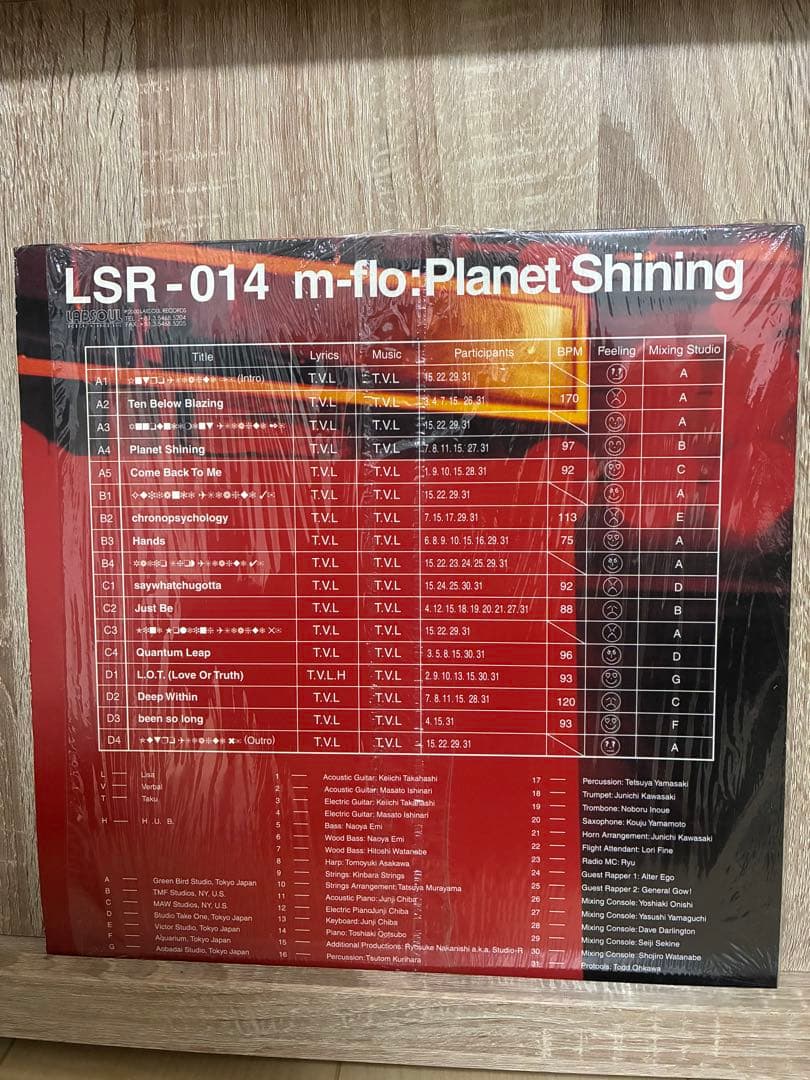 LSR-014 m-flo:Planet Shining
LABSOUL
TEL +81.3.5468.5204
FAX +81.3.5468.5205
Title Lyrics Music Participants BPM Feeling Mixing Studio
A1 (Intro) T.V.L T.V.L 15. 22. 29. 31 A
A2 Ten Below Blazing T.V.L T.V.L 3. 4. 7. 15. 26. 31 170 A
A3 T.V.L T.V.L 15. 22. 29. 31 A
A4 Planet Shining T.V.L T.V.L 7. 8. 11. 15. 27. 31 97 B
A5 Come Back To Me T.V.L T.V.L 1. 9. 10. 15. 28. 31 92 C
B1 T.V.L T.V.L 15. 22. 29. 31 A
B2 chronopsychology T.V.L T.V.L 7. 15. 17. 29. 31 113 E
B3 Hands T.V.L T.V.L 6. 8. 9. 10. 15. 16. 29. 31 75 A
B4 T.V.L T.V.L 15. 22. 23. 24. 25. 29. 31 A
C1 saywhatchugotta T.V.L T.V.L 15. 24. 25. 30. 31 92 D
C2 Just Be T.V.L T.V.L 4. 12. 15. 18. 19. 20. 21. 27. 31 88 B
C3 T.V.L T.V.L 15. 22. 29. 31 A
C4 Quantum Leap T.V.L T.V.L 3. 5. 8. 15. 30. 31 96 D
D1 L.O.T. (Love Or Truth) T.V.L.H T.V.L 2. 9. 10. 13. 15. 30. 31 93 G
D2 Deep Within T.V.L T.V.L 7. 8. 11. 15. 28. 31 120 C
D3 been so long T.V.L T.V.L 4. 15. 31 93 F
D4 (Outro) T.V.L T.V.L 15. 22. 29. 31 A
L — Lisa
V — Verbal
T — Taku
H — H.U.B.
A — Green Bird Studio, Tokyo Japan
B — TMF Studios, NY, U.S.
C — MAW Studios, NY, U.S.
D — Studio Take One, Tokyo Japan
E — Victor Studio, Tokyo Japan
F — Aquarium, Tokyo Japan
G — Aobadai Studio, Tokyo Japan
1 — Acoustic Guitar: Keiichi Takahashi
2 — Acoustic Guitar: Masato Ishinari
3 — Electric Guitar: Keiichi Takahashi
4 — Electric Guitar: Masato Ishinari
5 — Bass: Naoya Emi
6 — Wood Bass: Naoya Emi
7 — Wood Bass: Hitoshi Watanabe
8 — Harp: Tomoyuki Asakawa
9 — Strings: Kinbara Strings
10 — Strings Arrangement: Tatsuya Murayama
11 — Acoustic Piano: Junji Chiba
12 — Electric Piano:Junji Chiba
13 — Keyboard: Junji Chiba
14 — Piano: Toshiaki Ootsubo
15 — Additional Productions: Ryosuke Nakanishi a.k.a. Studio-R
16 — Percussion: Tsutom Kurihara
17 — Percussion: Tetsuya Yamasaki
18 — Trumpet: Junichi Kawasaki
19 — Trombone: Noboru Inoue
20 — Saxophone: Kouju Yamamoto
21 — Horn Arrangement: Junichi Kawasaki
22 — Flight Attendant: Lori Fine
23 — Radio MC: Ryu
24 — Guest Rapper 1: Alter Ego
25 — Guest Rapper 2: General Gow!
26 — Mixing Console: Yoshiaki Onishi
27 — Mixing Console: Yasushi Yamaguchi
28 — Mixing Console: Dave Darlington
29 — Mixing Console: Seiji Sekine
30 — Mixing Console: Shojiro Watanabe
31 — Protools: Todd Ohkawa